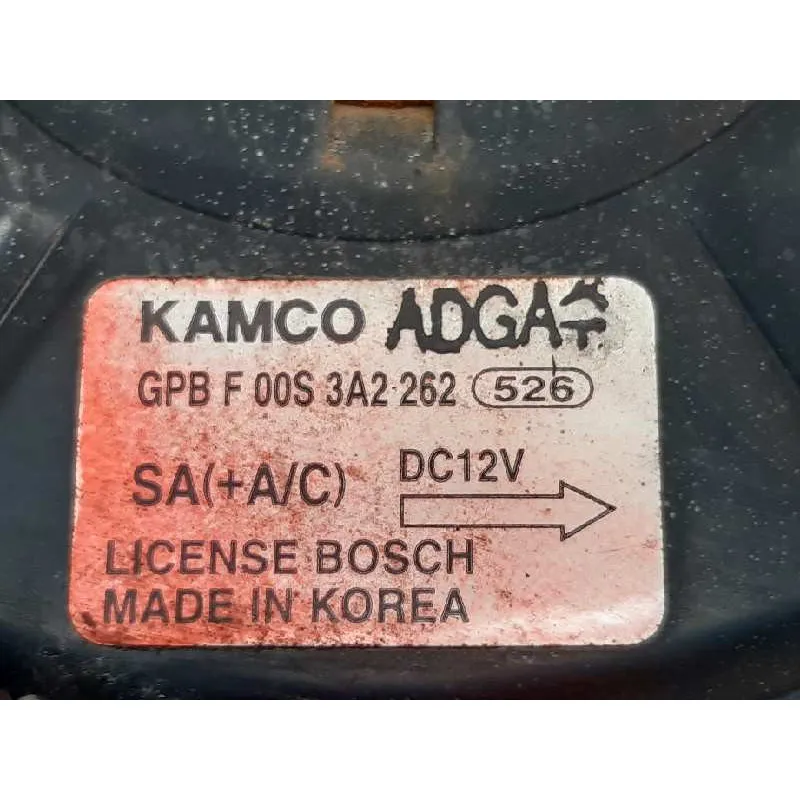 KAMCO ADGA
GPB F 00S 3A2 262 526
SA(+A/C) DC12V
LICENSE BOSCH
MADE IN KOREA